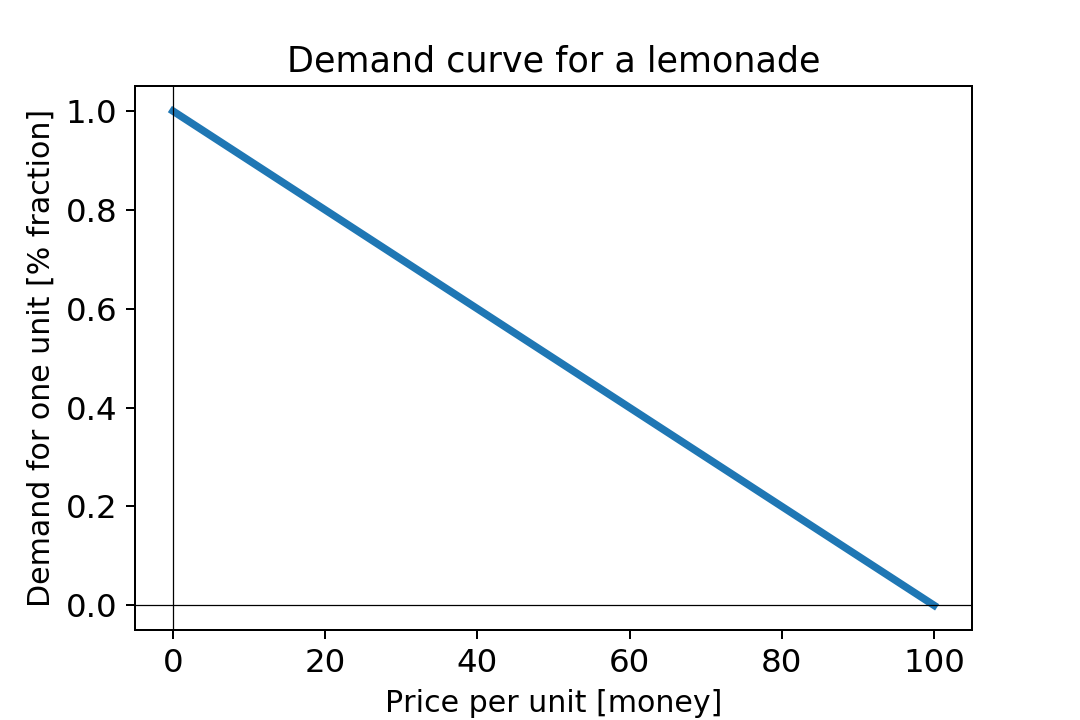 Demand curve for a lemonade
Demand for one unit [% fraction]
1.0
0.8
0.6
0.4
0.2
0.0
0 20 40 60 80 100
Price per unit [money]